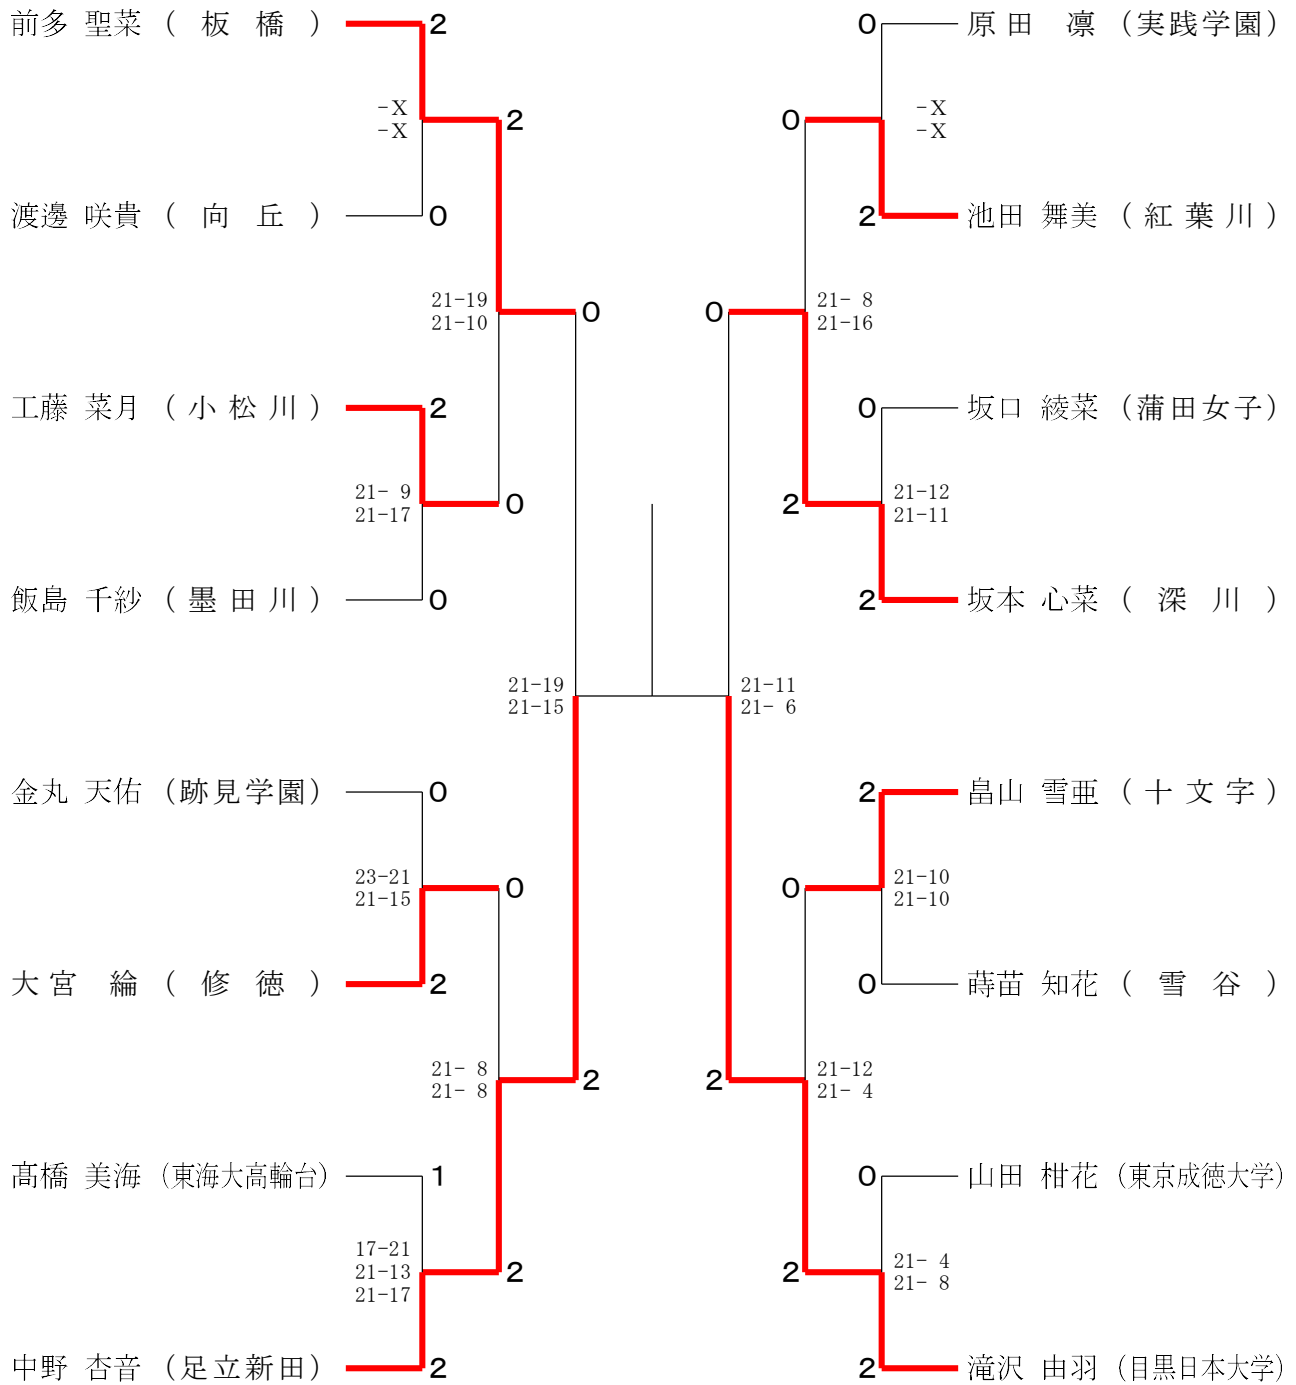 前多 聖菜 ( 板 橋 ) 2 0 原田 凛 (実践学園)
-X -X
-X 2 0 -X
渡邊 咲貴 ( 向 丘 ) 0 2 池田 舞美 (紅葉川)
21-19 0 0 21- 8
21-10 21-16
工藤 菜月 (小松川) 2 0 坂口 綾菜 (蒲田女子)
21- 9 0 2 21-12
21-17 21-11
飯島 千紗 (墨田川) 0 2 坂本 心菜 ( 深 川 )
21-19 21-11
21-15 21- 6
金丸 天佑 (跡見学園) 0 2 畠山 雪亜 (十文字)
23-21 0 0 21-10
21-15 21-10
大宮 綸 ( 修 徳 ) 2 0 蒔苗 知花 ( 雪 谷 )
21- 8 2 2 21-12
21- 8 21- 4
髙橋 美海 (東海大高輪台) 1 0 山田 柑花 (東京成徳大学)
17-21 21- 4
21-13 2 2 21- 8
21-17
中野 杏音 (足立新田) 2 2 滝沢 由羽 (目黒日本大学)